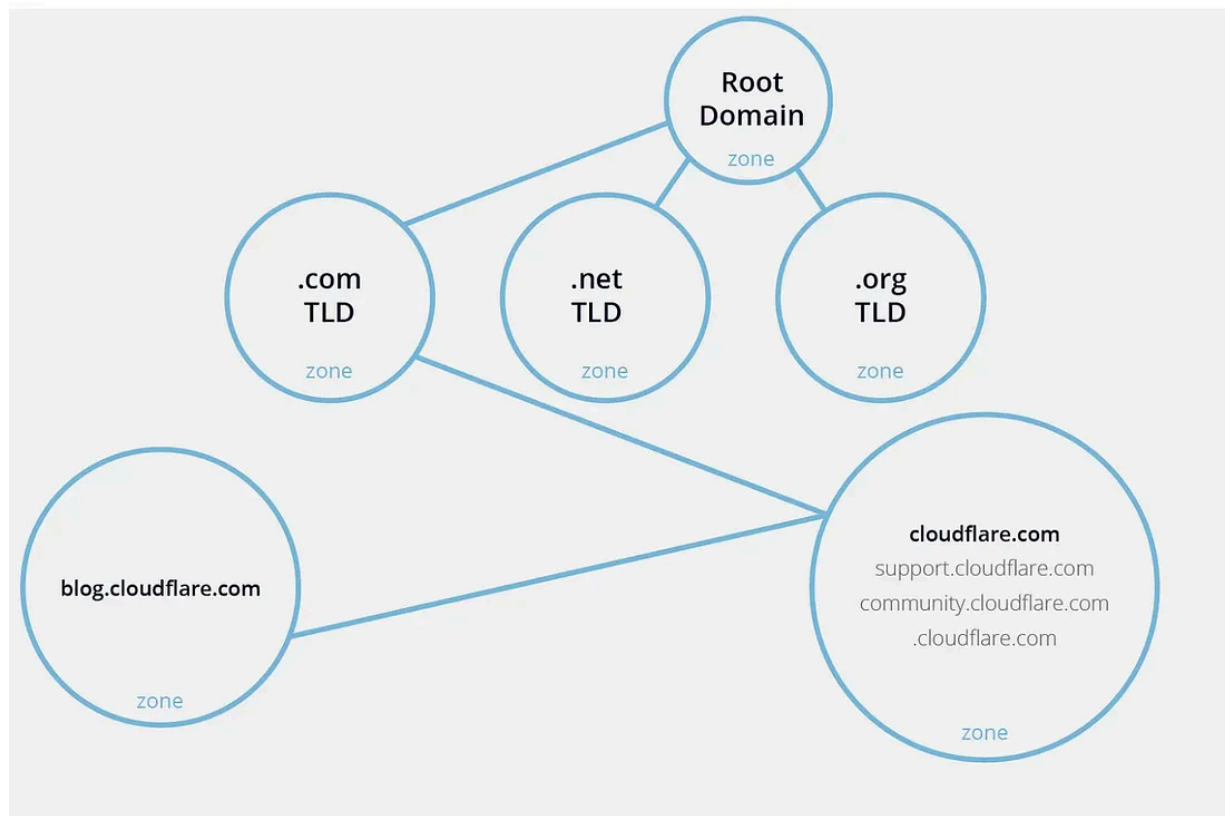 Root
Domain
zone
.com
TLD
zone
.net
TLD
zone
.org
TLD
zone
blog.cloudflare.com
zone
cloudflare.com
support.cloudflare.com
community.cloudflare.com
.cloudflare.com
zone